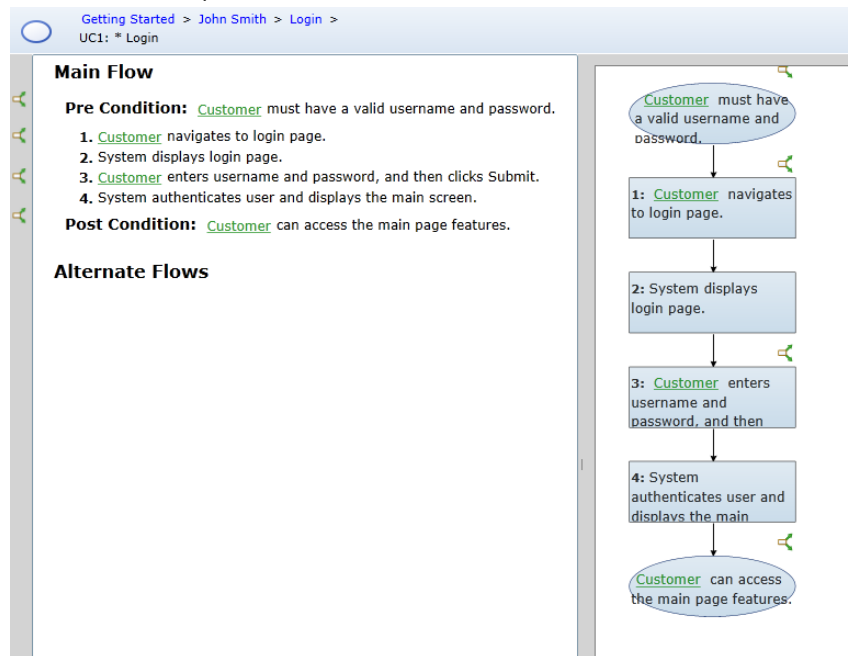 Getting Started > John Smith > Login >
UC1: * Login
Main Flow
Pre Condition: Customer must have a valid username and password.
1. Customer navigates to login page.
2. System displays login page.
3. Customer enters username and password, and then clicks Submit.
4. System authenticates user and displays the main screen.
Post Condition: Customer can access the main page features.
Alternate Flows
Customer must have
a valid username and
password.
1: Customer navigates
to login page.
2: System displays
login page.
3: Customer enters
username and
password, and then
4: System
authenticates user and
displays the main
Customer can access
the main page features.